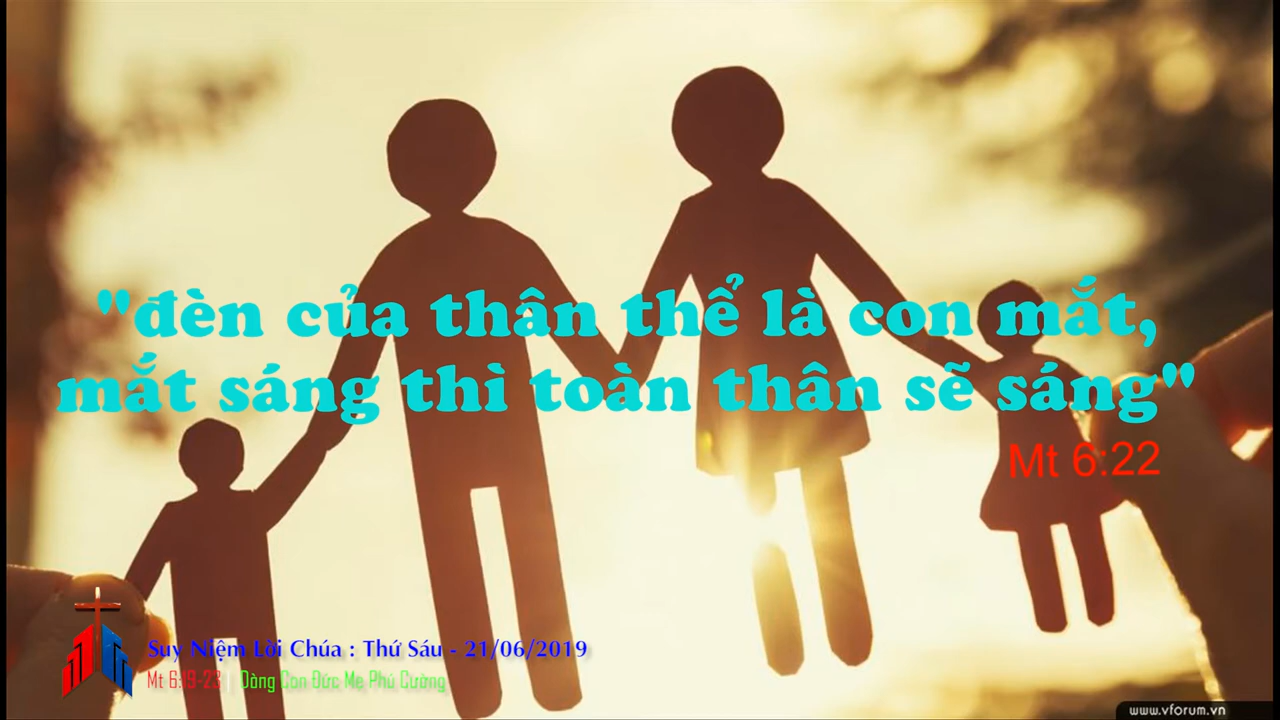 "đèn của thân thể là con mắt,
mắt sáng thì toàn thân sẽ sáng"
Mt 6:22
Suy Niệm Lời Chúa : Thứ Sáu - 21/06/2019
Mt 6:19-23 | Dòng Con Đức Mẹ Phú Cường
www.vforum.vn